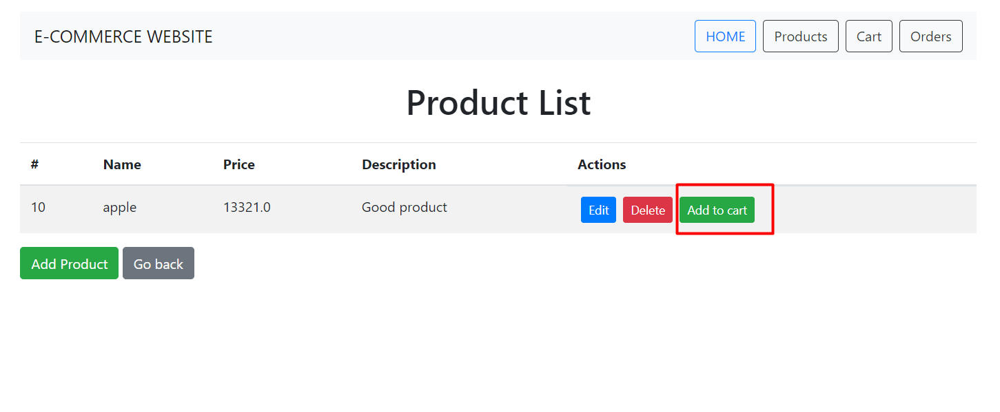 E-COMMERCE WEBSITE HOME Products Cart Orders
Product List
# Name Price Description Actions
10 apple 13321.0 Good product Edit Delete Add to cart
Add Product Go back